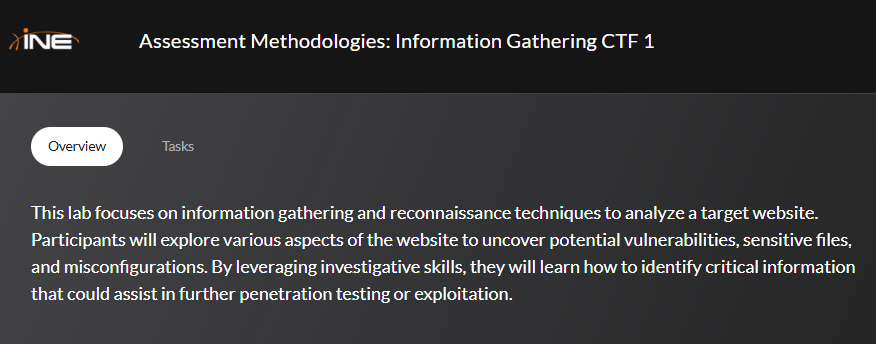 INE
Assessment Methodologies: Information Gathering CTF 1
Overview
Tasks
This lab focuses on information gathering and reconnaissance techniques to analyze a target website.
Participants will explore various aspects of the website to uncover potential vulnerabilities, sensitive files,
and misconfigurations. By leveraging investigative skills, they will learn how to identify critical information
that could assist in further penetration testing or exploitation.